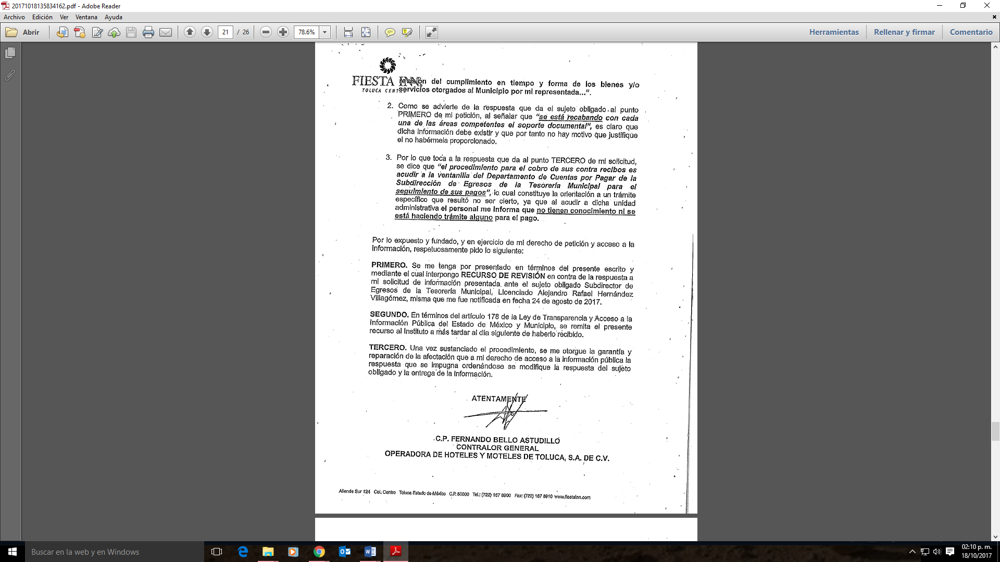 20171018135834162.pdf - Adobe Reader
Archivo Edición Ver Ventana Ayuda
Abrir 21 / 26 78.6% Herramientas Rellenar y firmar Comentario
FIESTA INN
TOLUCA CENT
revisión del cumplimiento en tiempo y forma de los bienes y/o
servicios otorgados al Municipio por mi representada...”.
2. Como se advierte de la respuesta que da el sujeto obligado al punto
PRIMERO de mi petición, al señalar que “se está recabando con cada
una de las áreas competentes el soporte documental”, es claro que
dicha información debe existir y que por tanto no hay motivo que justifique
el no habérmela proporcionado.
3. Por lo que toca a la respuesta que da al punto TERCERO de mi solicitud,
se dice que “el procedimiento para el cobro de sus contra recibos es
acudir a la ventanilla del Departamento de Cuentas por Pagar de la
Subdirección de Egresos de la Tesorería Municipal para el
seguimiento de sus pagos”, lo cual constituye la orientación a un trámite
específico que resultó no ser cierto, ya que al acudir a dicha unidad
administrativa el personal me informa que no tienen conocimiento ni se
está haciendo trámite alguno para el pago.
Por lo expuesto y fundado, y en ejercicio de mi derecho de petición y acceso a la
información, respetuosamente pido lo siguiente:
PRIMERO. Se me tenga por presentado en términos del presente escrito y
mediante el cual interpongo RECURSO DE REVISIÓN en contra de la respuesta a
mi solicitud de información presentada ante el sujeto obligado Subdirector de
Egresos de la Tesorería Municipal, Licenciado Alejandro Rafael Hernández
Villagómez, misma que me fue notificada en fecha 24 de agosto de 2017.
SEGUNDO. En términos del artículo 178 de la Ley de Transparencia y Acceso a la
Información Pública del Estado de México y Municipio, se remita el presente
recurso al Instituto a más tardar al día siguiente de haberlo recibido.
TERCERO. Una vez sustanciado el procedimiento, se me otorgue la garantía y
reparación de la afectación que a mi derecho de acceso a la información pública la
respuesta que se impugna ordenándose se modifique la respuesta del sujeto
obligado y la entrega de la información.
ATENTAMENTE
C.P. FERNANDO BELLO ASTUDILLO
CONTRALOR GENERAL
OPERADORA DE HOTELES Y MOTELES DE TOLUCA, S.A. DE C.V.
Allende Sur 124 Col. Centro Toluca Estado de México C.P. 50000 Tel.: (722) 167 8900 Fax: (722) 167 8910 www.fiestainn.com
Buscar en la web y en Windows
02:10 p. m.
18/10/2017